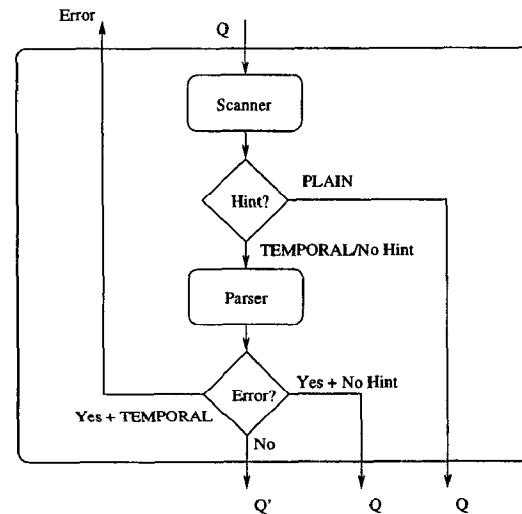 Error
Q
Scanner
Hint?
PLAIN
TEMPORAL/No Hint
Parser
Error?
Yes + No Hint
Yes + TEMPORAL
No
Q'
Q
Q